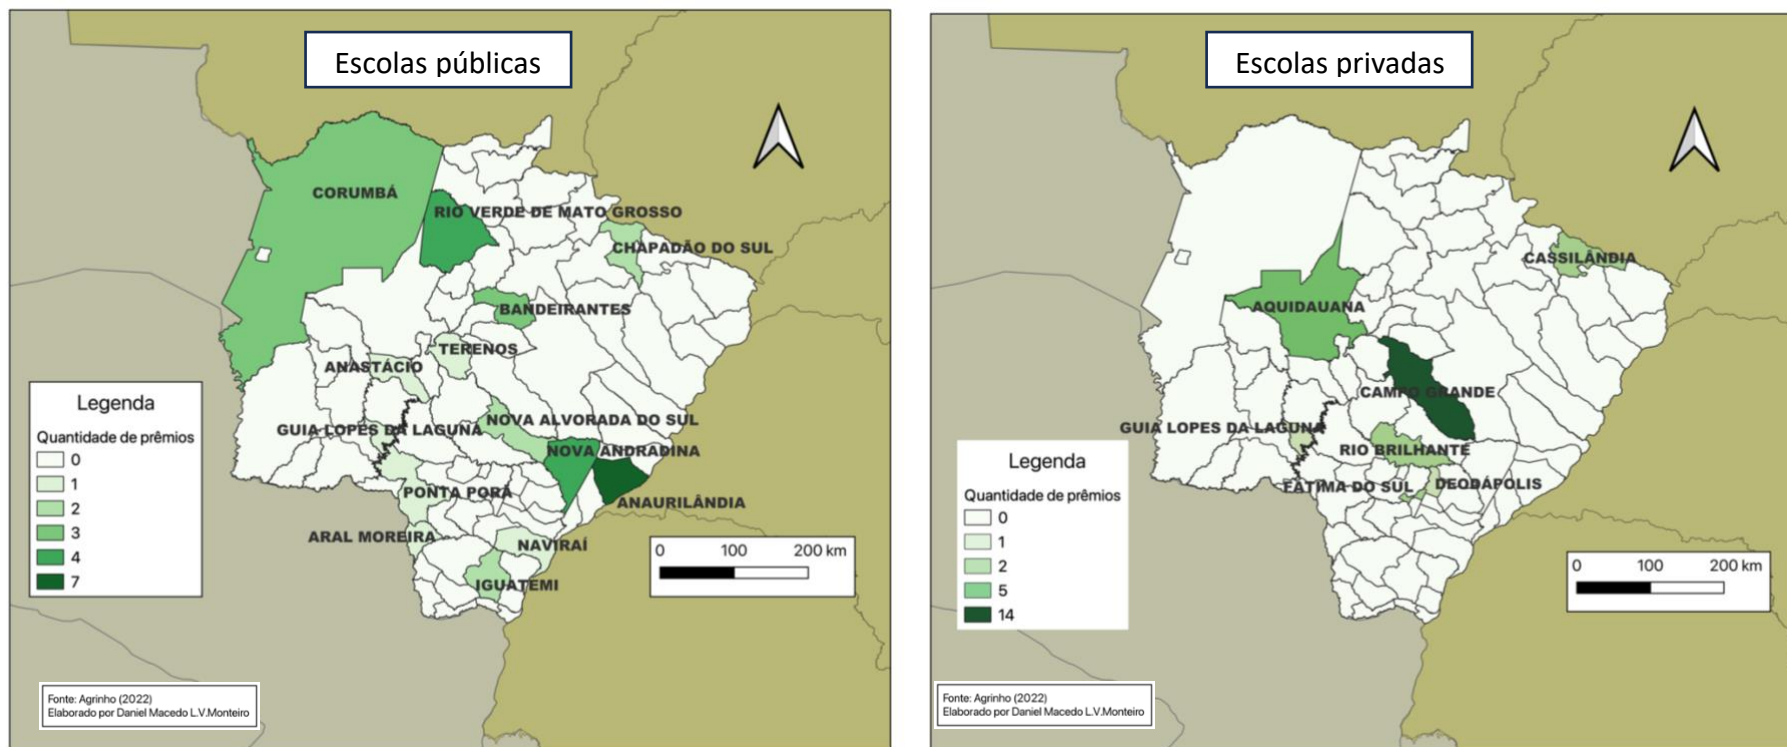 Escolas públicas
CORUMBÁ
RIO VERDE DE MATO GROSSO
CHAPADÃO DO SUL
BANDEIRANTES
TERENOS
ANASTÁCIO
NOVA ALVORADA DO SUL
GUIA LOPES DA LAGUNA
NOVA ANDRADINA
PONTA PORÃ
ANAURILÂNDIA
ARAL MOREIRA
NAVIRAÍ
IGUATEMI
Legenda
Quantidade de prêmios
0
1
2
3
4
7
0 100 200 km
Fonte: Agrinho (2022)
Elaborado por Daniel Macedo L.V.Monteiro
Escolas privadas
CASSILÂNDIA
AQUIDAUANA
CAMPO GRANDE
GUIA LOPES DA LAGUNA
RIO BRILHANTE
FÁTIMA DO SUL
DEODÁPOLIS
Legenda
Quantidade de prêmios
0
1
2
5
14
0 100 200 km
Fonte: Agrinho (2022)
Elaborado por Daniel Macedo L.V.Monteiro